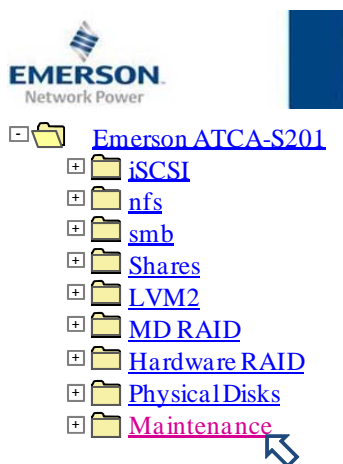 EMERSON.
Network Power
Emerson ATCA-S201
iSCSI
nfs
smb
Shares
LVM2
MD RAID
Hardware RAID
Physical Disks
Maintenance